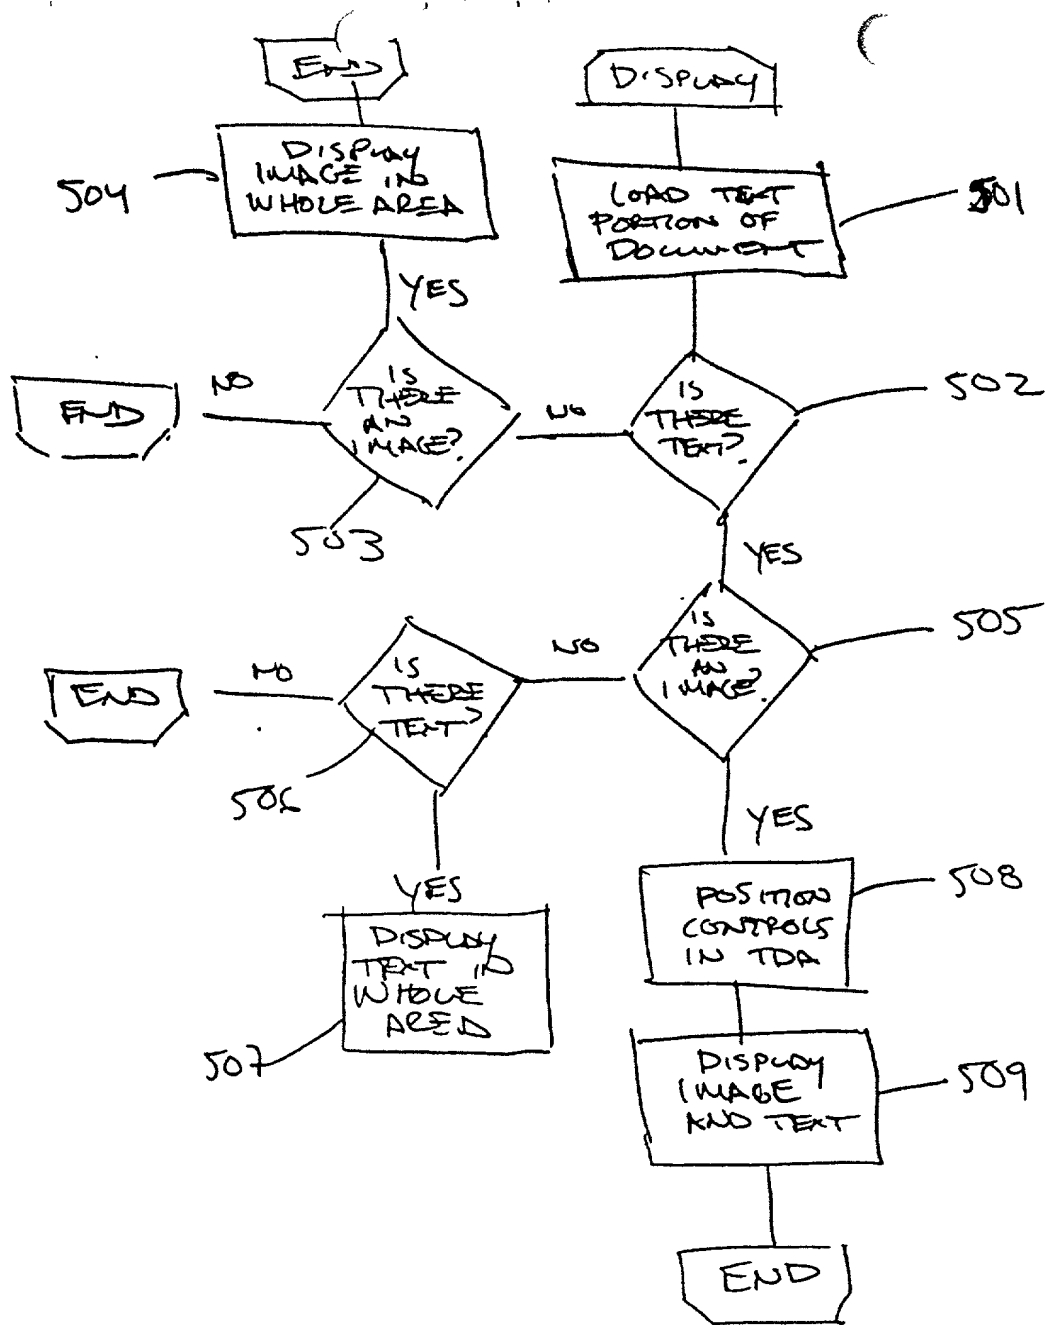 END
DISPLAY
DISPLAY
IMAGE IN
WHOLE AREA
504
LOAD TEXT
PORTION OF
DOCUMENT
501
YES
IS
THERE
AN
IMAGE?
NO
END
503
NO
IS
THERE
TEXT?
502
YES
IS
THERE
AN
IMAGE?
505
NO
IS
THERE
TEXT?
NO
END
506
YES
DISPLAY
TEXT IN
WHOLE
AREA
507
YES
POSITION
CONTROLS
IN TDA
508
DISPLAY
IMAGE
AND TEXT
509
END